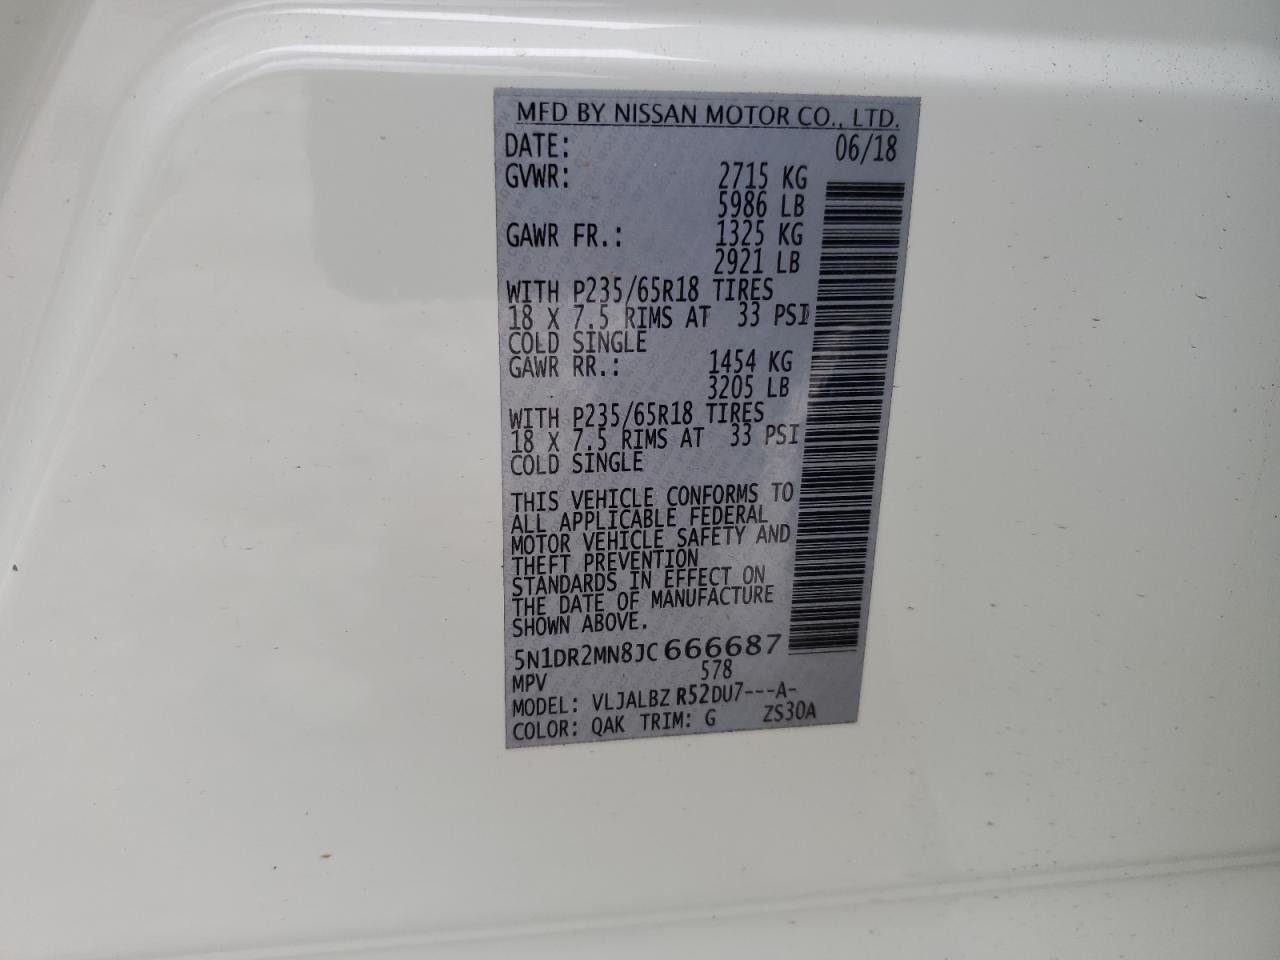 MFD BY NISSAN MOTOR CO., LTD.
DATE: 06/18
GVWR: 2715 KG
5986 LB
GAWR FR.: 1325 KG
2921 LB
WITH P235/65R18 TIRES
18 X 7.5 RIMS AT 33 PSI
COLD SINGLE
GAWR RR.: 1454 KG
3205 LB
WITH P235/65R18 TIRES
18 X 7.5 RIMS AT 33 PSI
COLD SINGLE
THIS VEHICLE CONFORMS TO
ALL APPLICABLE FEDERAL
MOTOR VEHICLE SAFETY AND
THEFT PREVENTION
STANDARDS IN EFFECT ON
THE DATE OF MANUFACTURE
SHOWN ABOVE.
5N1DR2MN8JC666687
MPV 578
MODEL: VLJALBZ R52DU7---A-
COLOR: QAK TRIM: G ZS30A